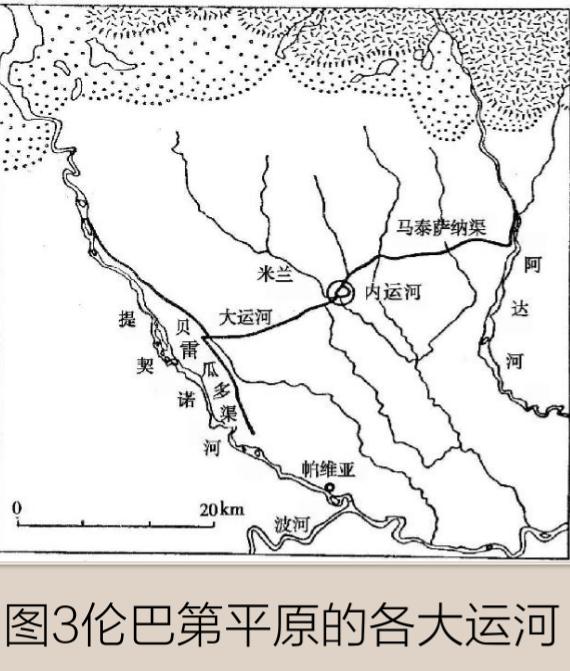 马泰萨纳渠
米兰
内运河
阿达河
大运河
提契诺河
贝雷瓜多渠
帕维亚
0 20km
波河
图3伦巴第平原的各大运河